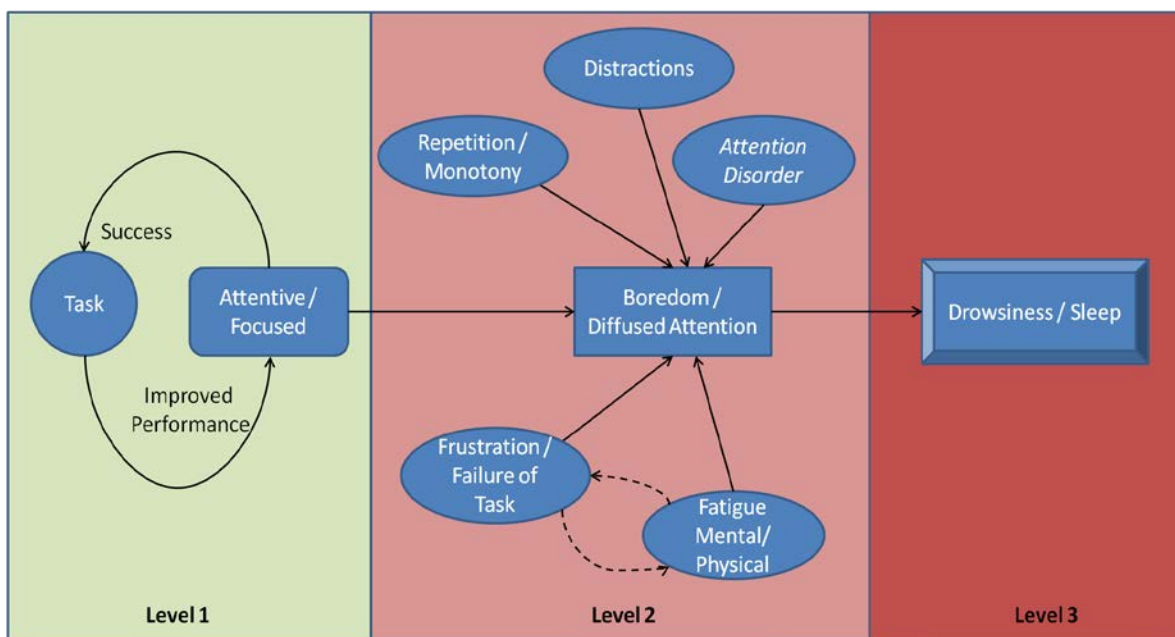 Distractions
Repetition /
Monotony
Attention
Disorder
Success
Task
Attentive /
Focused
Boredom /
Diffused Attention
Drowsiness / Sleep
Improved
Performance
Frustration /
Failure of
Task
Fatigue
Mental/
Physical
Level 1
Level 2
Level 3